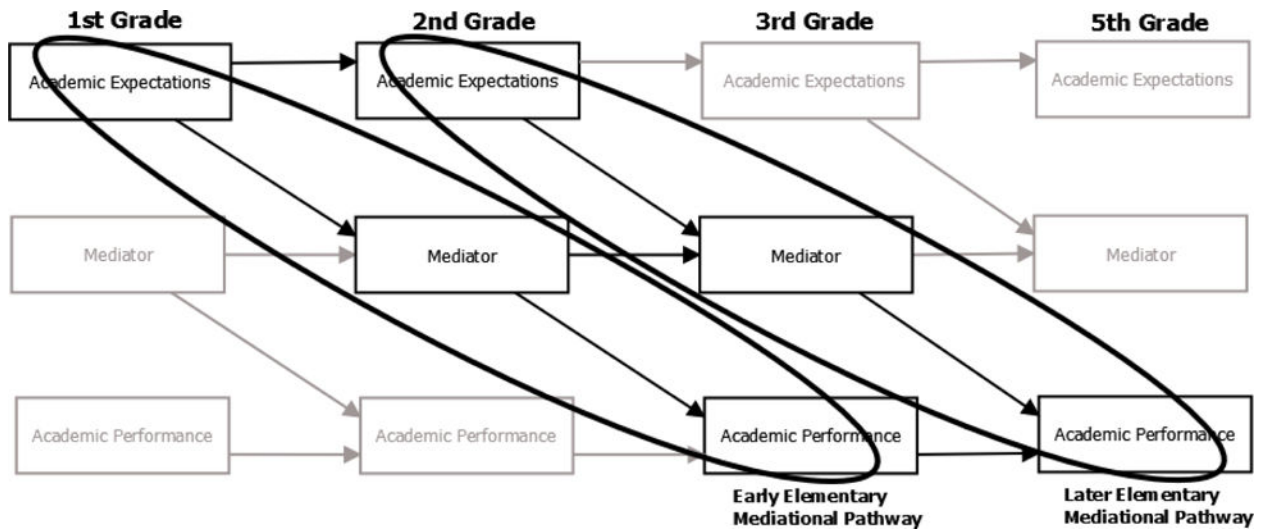 1st Grade
2nd Grade
3rd Grade
5th Grade
Academic Expectations
Academic Expectations
Academic Expectations
Academic Expectations
Mediator
Mediator
Mediator
Mediator
Academic Performance
Academic Performance
Academic Performance
Academic Performance
Early Elementary
Mediational Pathway
Later Elementary
Mediational Pathway